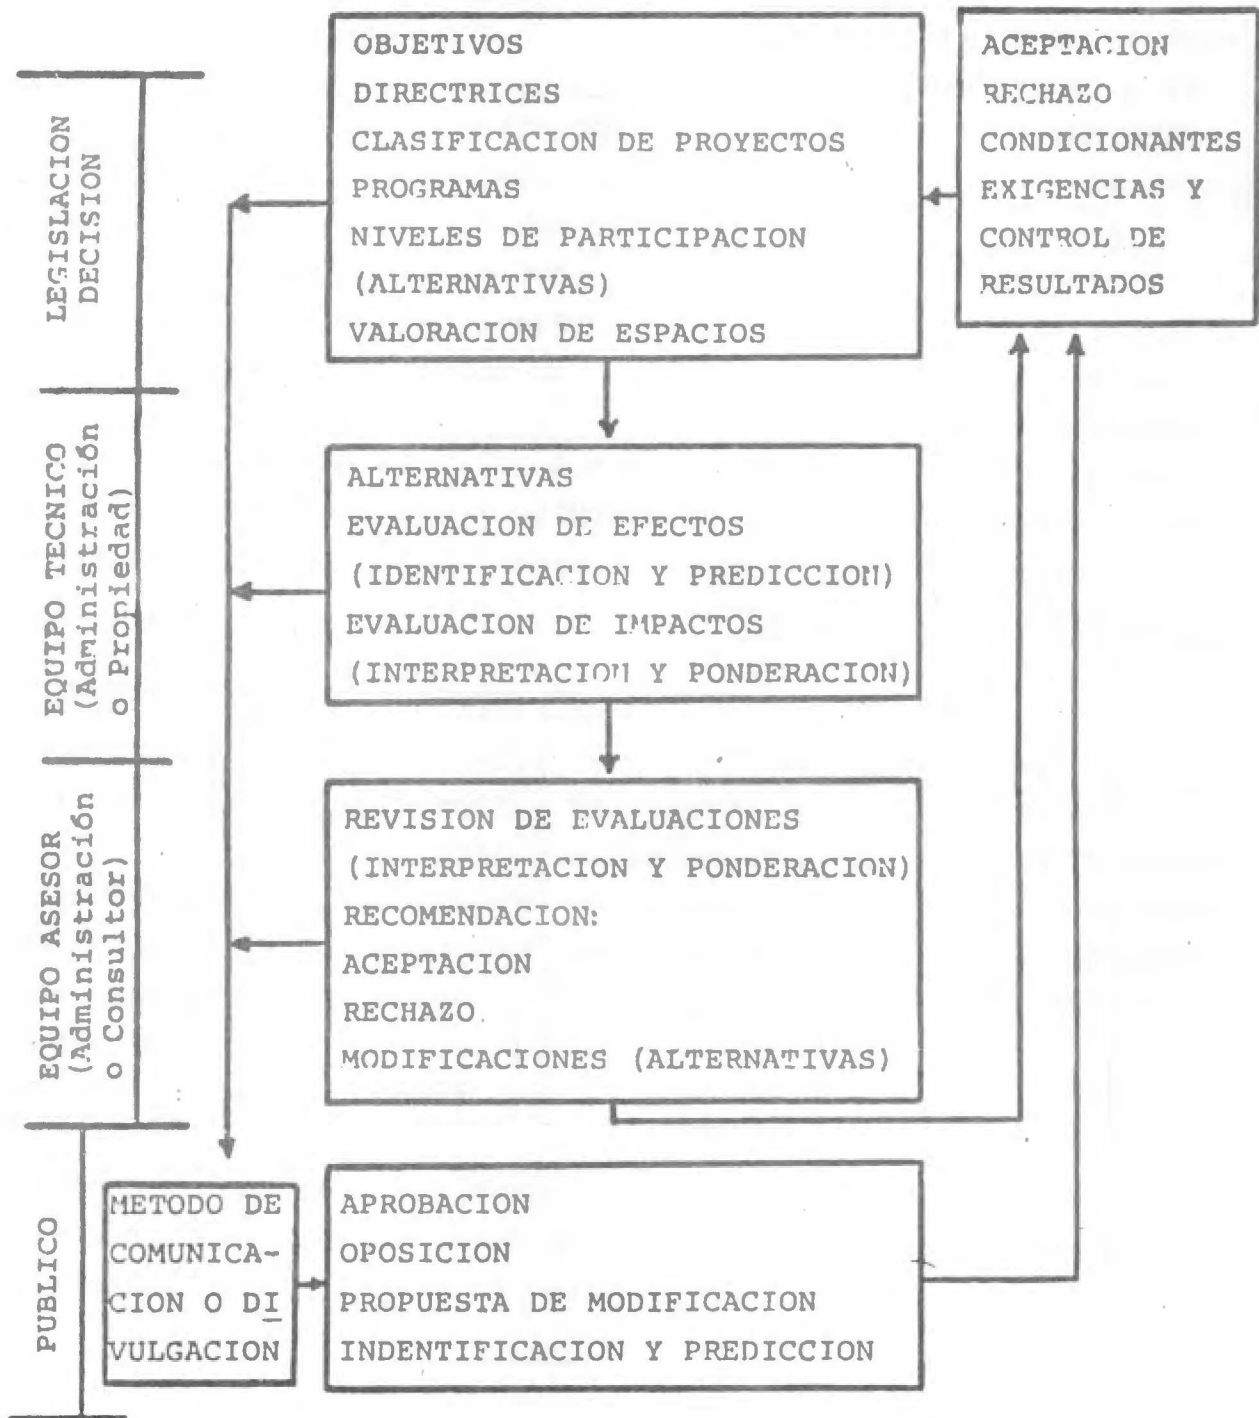 LEGISLACION
DECISION
OBJETIVOS
DIRECTRICES
CLASIFICACION DE PROYECTOS
PROGRAMAS
NIVELES DE PARTICIPACION
(ALTERNATIVAS)
VALORACION DE ESPACIOS
ACEPTACION
RECHAZO
CONDICIONANTES
EXIGENCIAS Y
CONTROL DE
RESULTADOS
EQUIPO TECNICO
(Administración
o Propiedad)
ALTERNATIVAS
EVALUACION DE EFECTOS
(IDENTIFICACION Y PREDICCION)
EVALUACION DE IMPACTOS
(INTERPRETACION Y PONDERACION)
EQUIPO ASESOR
(Administración
o Consultor)
REVISION DE EVALUACIONES
(INTERPRETACION Y PONDERACION)
RECOMENDACION:
ACEPTACION
RECHAZO
MODIFICACIONES (ALTERNATIVAS)
PUBLICO
METODO DE
COMUNICA-
CION O DI
VULGACION
APROBACION
OPOSICION
PROPUESTA DE MODIFICACION
INDENTIFICACION Y PREDICCION